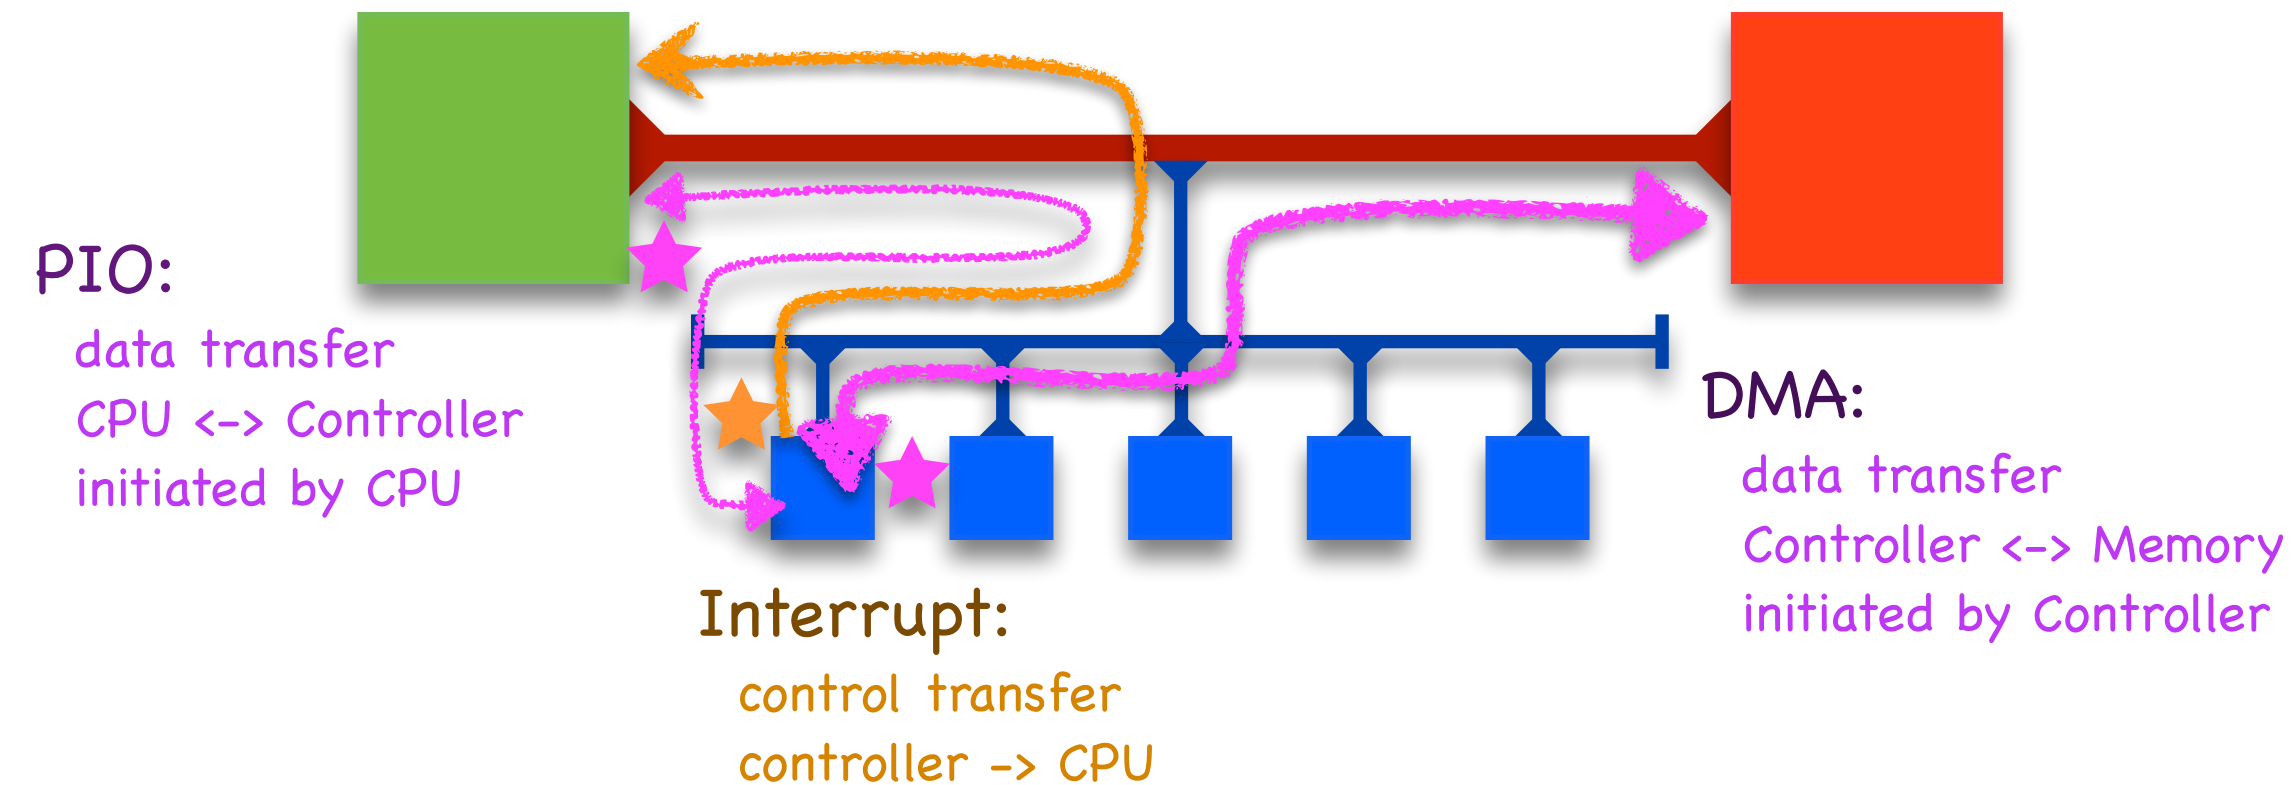 PIO:
data transfer
CPU <-> Controller
initiated by CPU
Interrupt:
control transfer
controller -> CPU
DMA:
data transfer
Controller <-> Memory
initiated by Controller